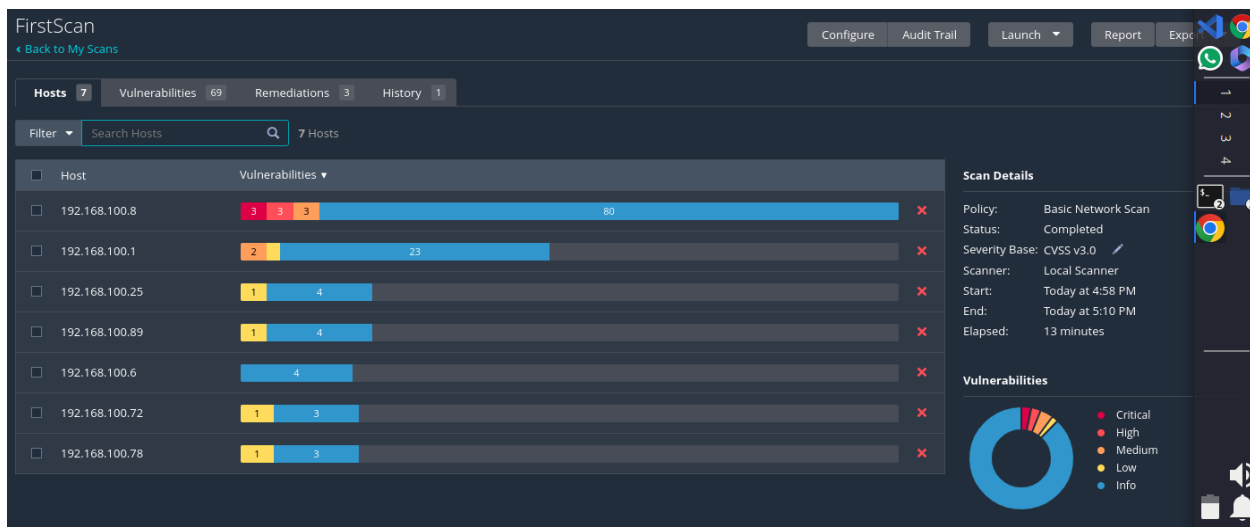 FirstScan
‹ Back to My Scans
Configure Audit Trail Launch Report
Hosts 7 Vulnerabilities 69 Remediations 3 History 1
Filter Search Hosts 7 Hosts
Host Vulnerabilities
192.168.100.8 3 3 3 80
192.168.100.1 2 23
192.168.100.25 1 4
192.168.100.89 1 4
192.168.100.6 4
192.168.100.72 1 3
192.168.100.78 1 3
Scan Details
Policy: Basic Network Scan
Status: Completed
Severity Base: CVSS v3.0
Scanner: Local Scanner
Start: Today at 4:58 PM
End: Today at 5:10 PM
Elapsed: 13 minutes
Vulnerabilities
Critical
High
Medium
Low
Info
1
2
3
4
$_
2